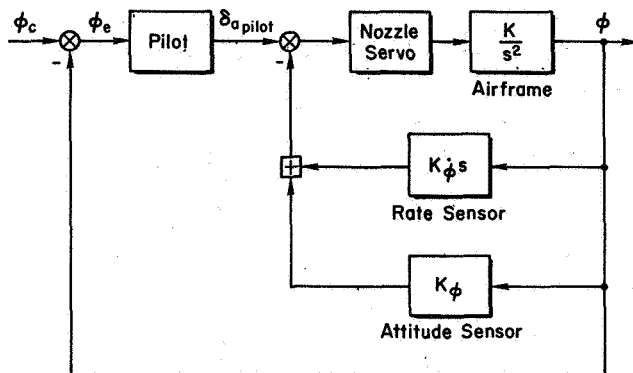 ϕc
ϕe
Pilot
δa pilot
Nozzle
Servo
K
s²
Airframe
ϕ
-
-
+
Kϕ̇ s
Rate Sensor
Kϕ
Attitude Sensor